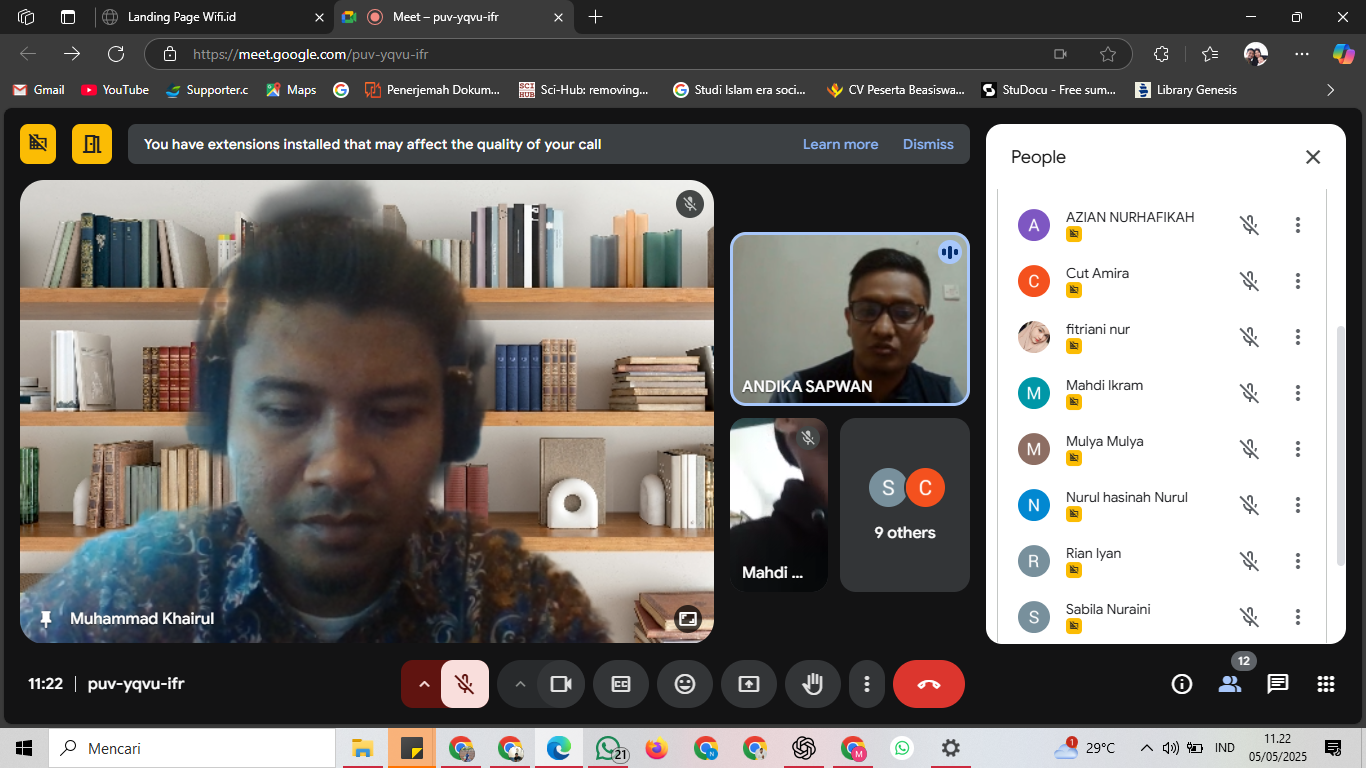 Landing Page Wifi.id
Meet – puv-yqvu-ifr
https://meet.google.com/puv-yqvu-ifr
Gmail
YouTube
Supporter.c
Maps
Penerjemah Dokum...
SCI HUB
Sci-Hub: removing...
Studi Islam era soci...
CV Peserta Beasiswa...
StuDocu - Free sum...
Library Genesis
You have extensions installed that may affect the quality of your call
Learn more
Dismiss
Muhammad Khairul
ANDIKA SAPWAN
Mahdi ...
S
C
9 others
People
A
AZIAN NURHAFIKAH
C
Cut Amira
fitriani nur
M
Mahdi Ikram
M
Mulya Mulya
N
Nurul hasinah Nurul
R
Rian Iyan
S
Sabila Nuraini
11:22
puv-yqvu-ifr
12
Mencari
21
N
M
1
29°C
IND
11.22
05/05/2025